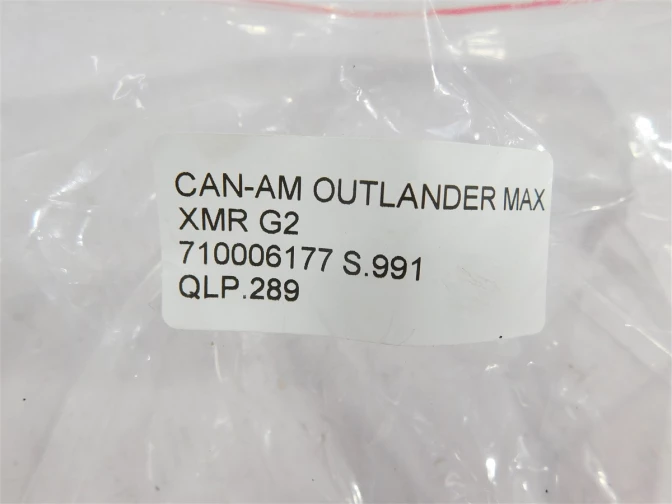 CAN-AM OUTLANDER MAX
XMR G2
710006177 S.991
QLP.289